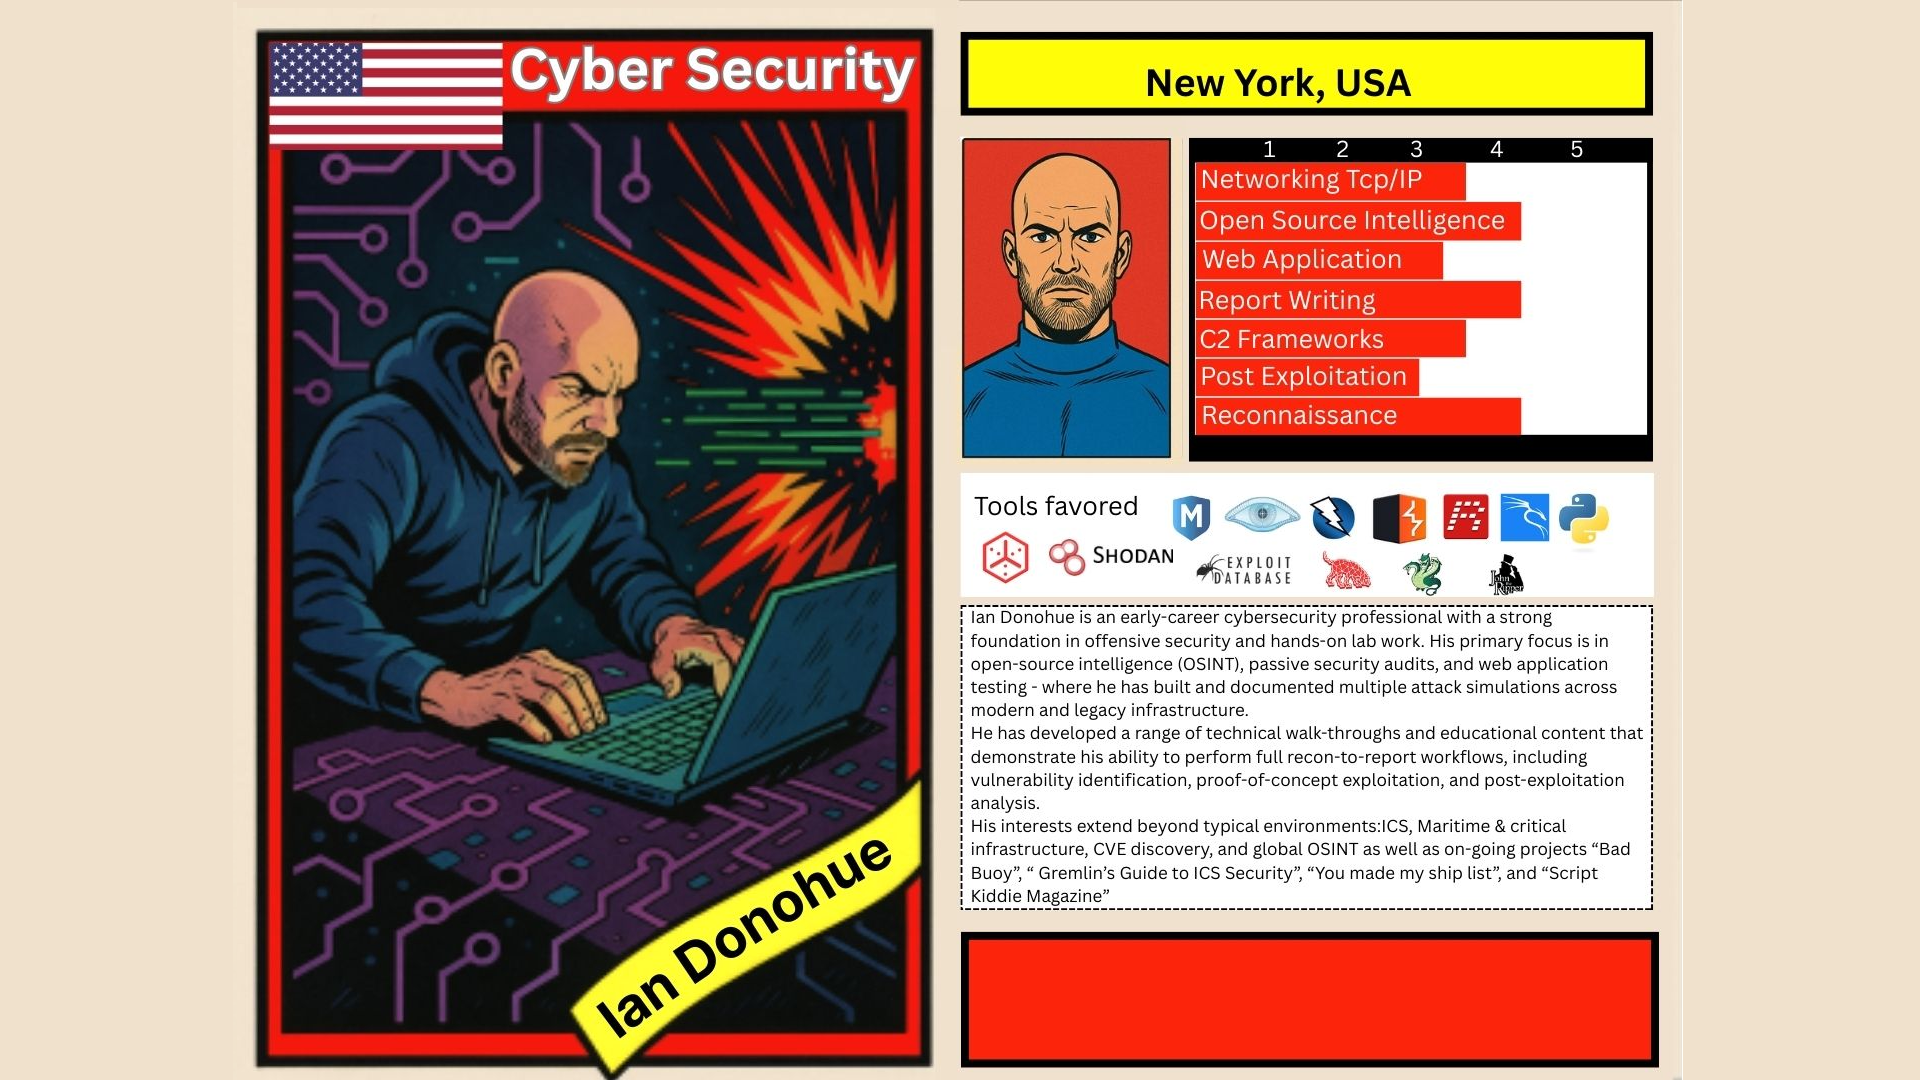 Cyber Security
Ian Donohue
New York, USA
1 2 3 4 5
Networking Tcp/IP
Open Source Intelligence
Web Application
Report Writing
C2 Frameworks
Post Exploitation
Reconnaissance
Tools favored
M
SHODAN
EXPLOIT
DATABASE
John
the
Ripper
Ian Donohue is an early-career cybersecurity professional with a strong
foundation in offensive security and hands-on lab work. His primary focus is in
open-source intelligence (OSINT), passive security audits, and web application
testing - where he has built and documented multiple attack simulations across
modern and legacy infrastructure.
He has developed a range of technical walk-throughs and educational content that
demonstrate his ability to perform full recon-to-report workflows, including
vulnerability identification, proof-of-concept exploitation, and post-exploitation
analysis.
His interests extend beyond typical environments:ICS, Maritime & critical
infrastructure, CVE discovery, and global OSINT as well as on-going projects “Bad
Buoy”, “ Gremlin’s Guide to ICS Security”, “You made my ship list”, and “Script
Kiddie Magazine”